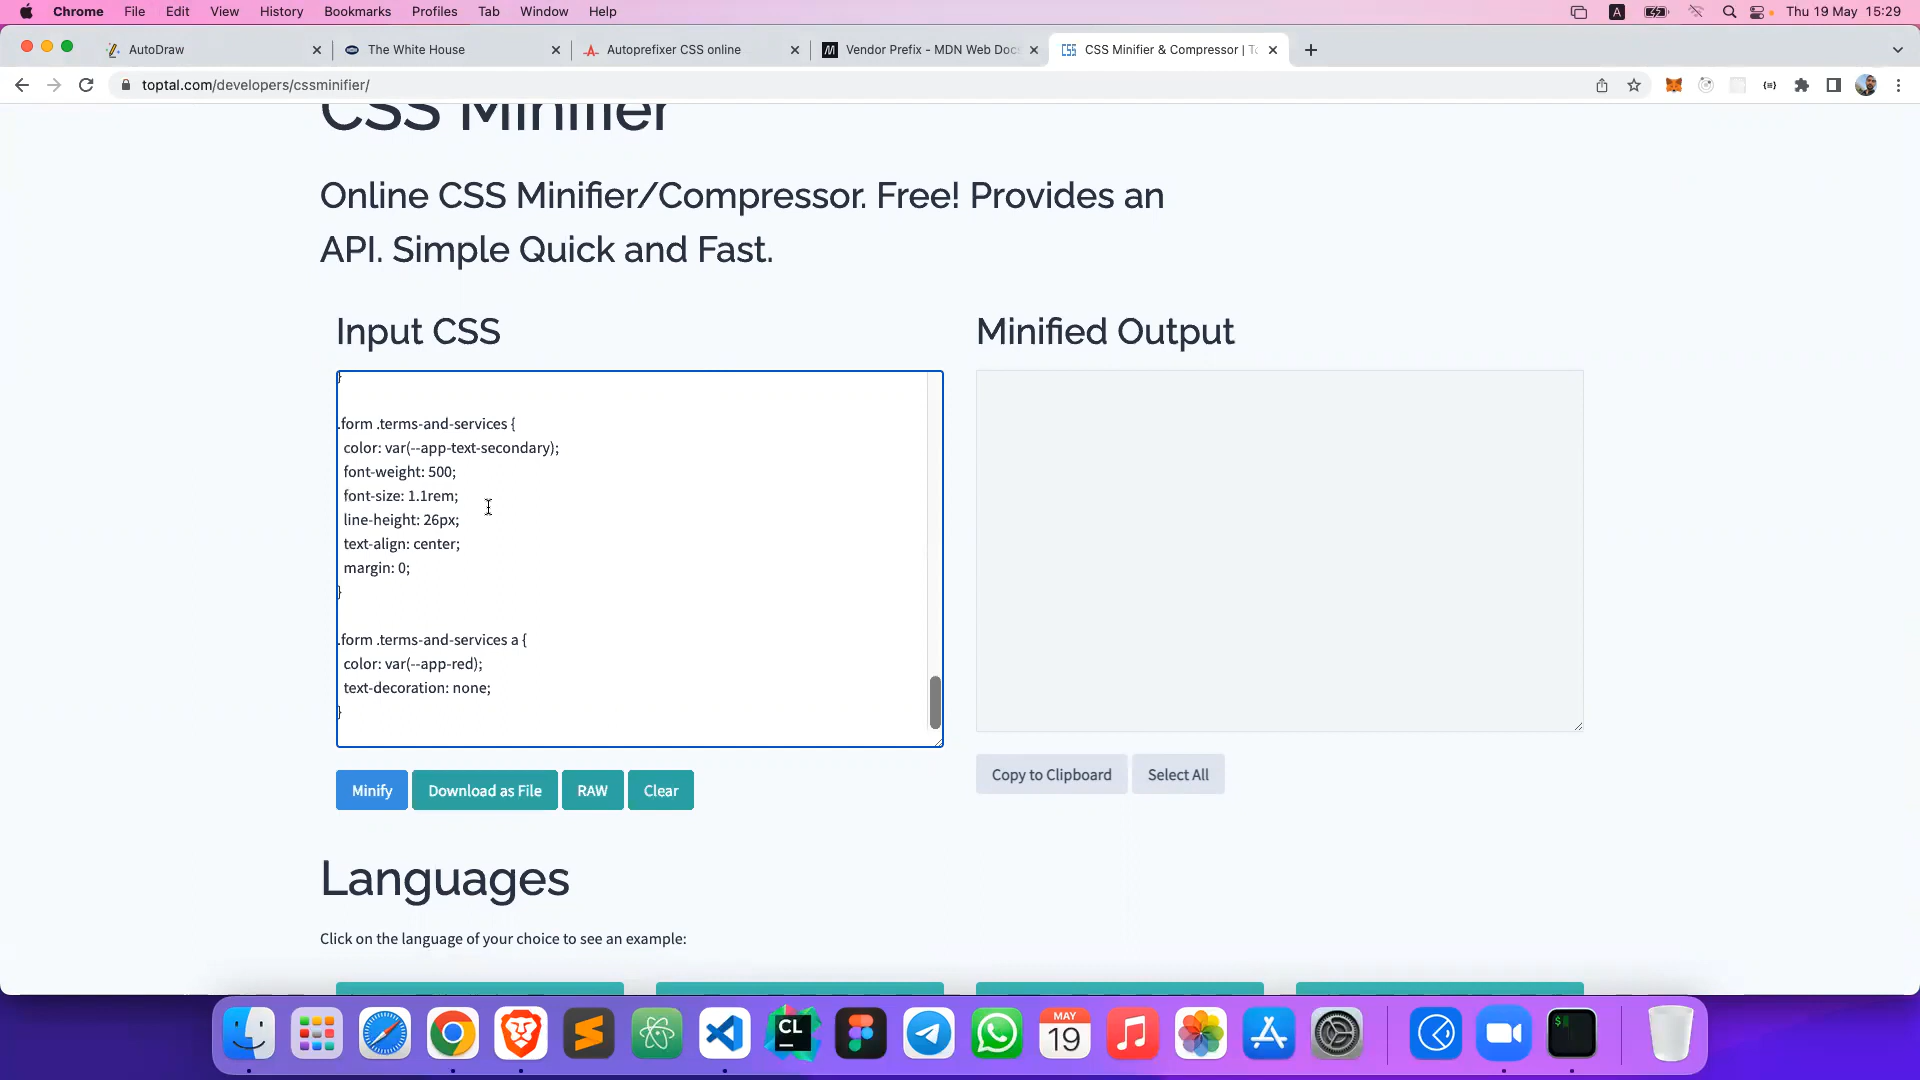 Chrome File Edit View History Bookmarks Profiles Tab Window Help
A
Thu 19 May 15:29
AutoDraw
The White House
Autoprefixer CSS online
Vendor Prefix - MDN Web Docs
CSS Minifier & Compressor | To
toptal.com/developers/cssminifier/
CSS Minifier
Online CSS Minifier/Compressor. Free! Provides an
API. Simple Quick and Fast.
Input CSS
Minified Output
}
.form .terms-and-services {
color: var(--app-text-secondary);
font-weight: 500;
font-size: 1.1rem;
line-height: 26px;
text-align: center;
margin: 0;
}
.form .terms-and-services a {
color: var(--app-red);
text-decoration: none;
}
Minify
Download as File
RAW
Clear
Copy to Clipboard
Select All
Languages
Click on the language of your choice to see an example:
CL
MAY
19
$